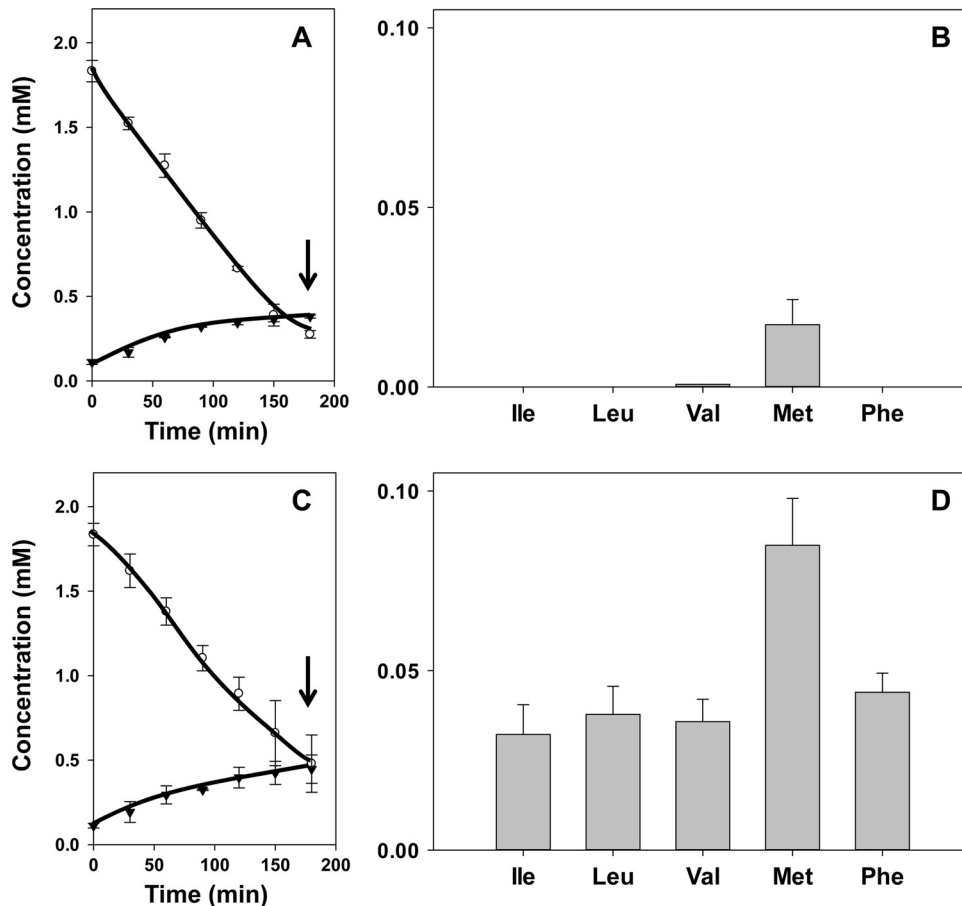 A
Concentration (mM)
2.0
1.5
1.0
0.5
0.0
0 50 100 150 200
Time (min)
B
0.10
0.05
0.00
Ile Leu Val Met Phe
C
Concentration (mM)
2.0
1.5
1.0
0.5
0.0
0 50 100 150 200
Time (min)
D
0.10
0.05
0.00
Ile Leu Val Met Phe